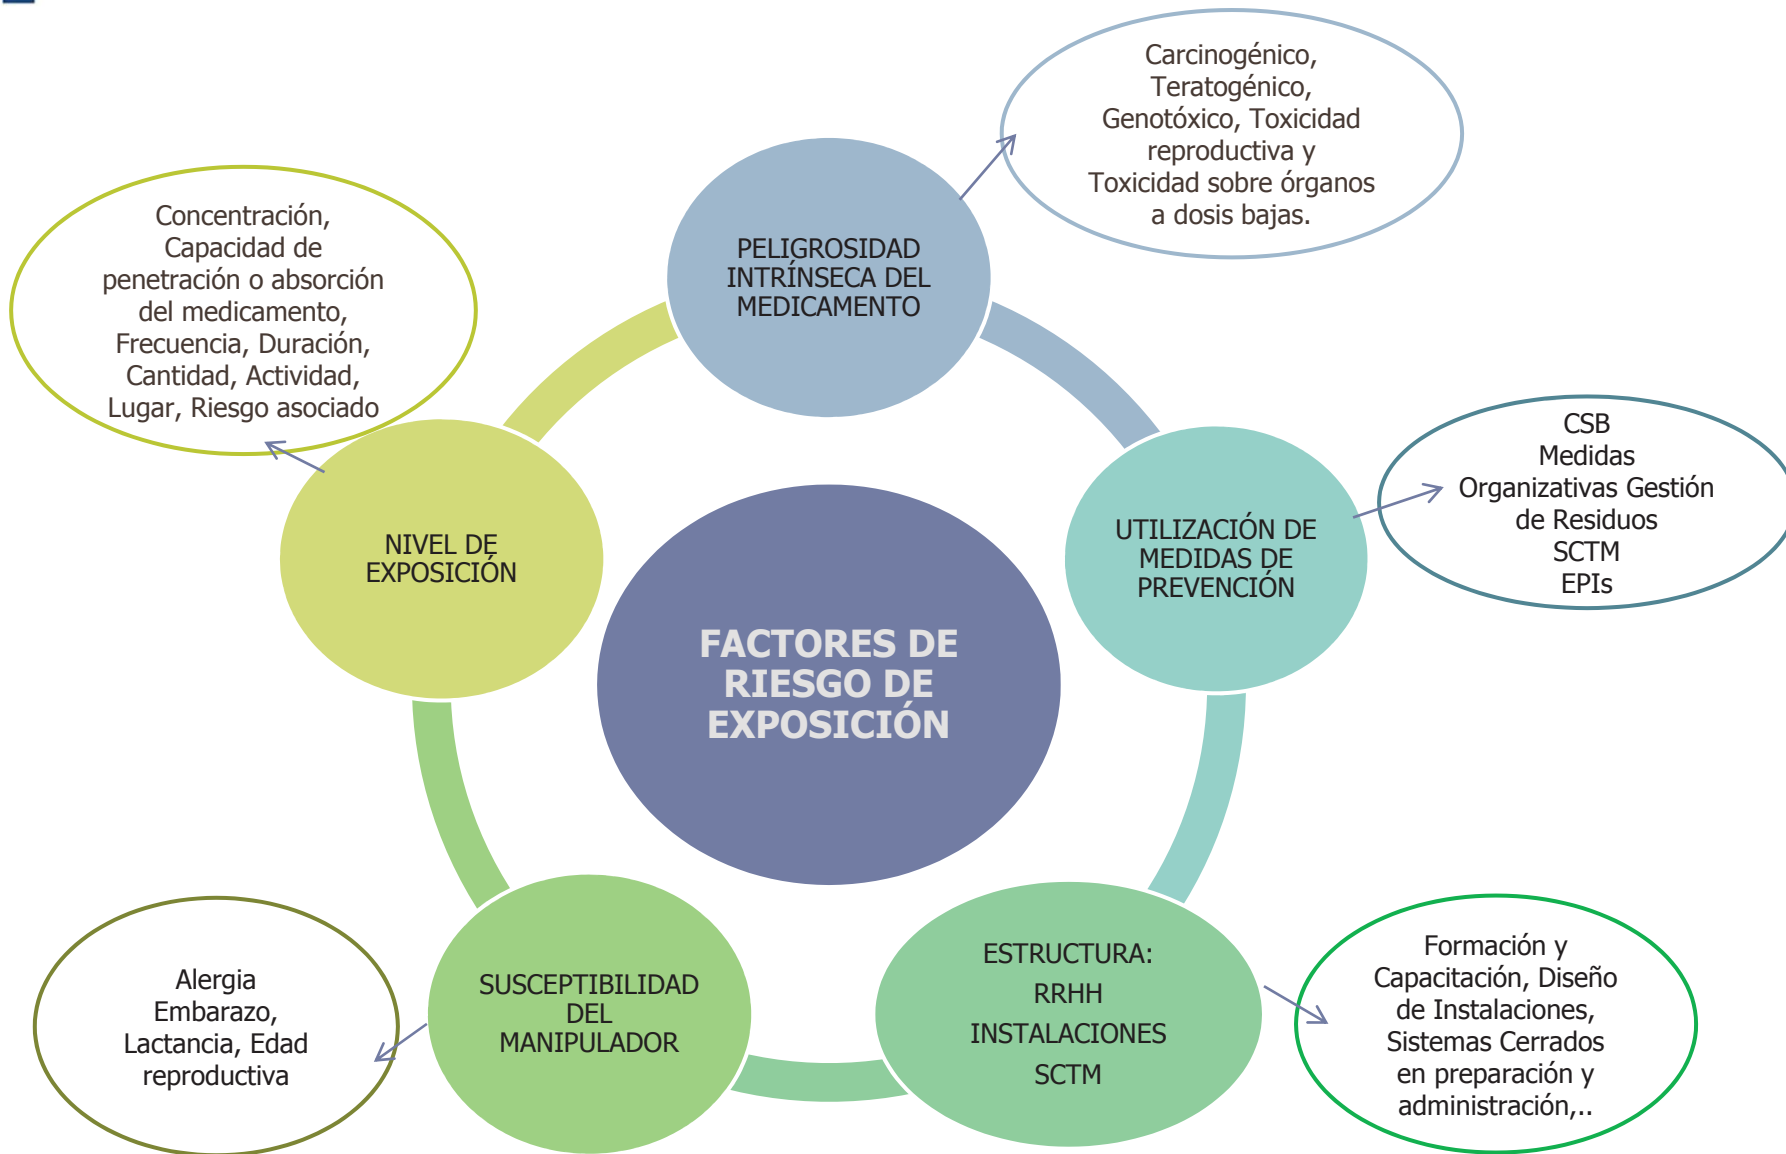 Carcinogénico,
Teratogénico,
Genotóxico, Toxicidad
reproductiva y
Toxicidad sobre órganos
a dosis bajas.
PELIGROSIDAD
INTRÍNSECA DEL
MEDICAMENTO
Concentración,
Capacidad de
penetración o absorción
del medicamento,
Frecuencia, Duración,
Cantidad, Actividad,
Lugar, Riesgo asociado
NIVEL DE
EXPOSICIÓN
UTILIZACIÓN DE
MEDIDAS DE
PREVENCIÓN
CSB
Medidas
Organizativas Gestión
de Residuos
SCTM
EPIs
FACTORES DE
RIESGO DE
EXPOSICIÓN
Alergia
Embarazo,
Lactancia, Edad
reproductiva
SUSCEPTIBILIDAD
DEL
MANIPULADOR
ESTRUCTURA:
RRHH
INSTALACIONES
SCTM
Formación y
Capacitación, Diseño
de Instalaciones,
Sistemas Cerrados
en preparación y
administración,..